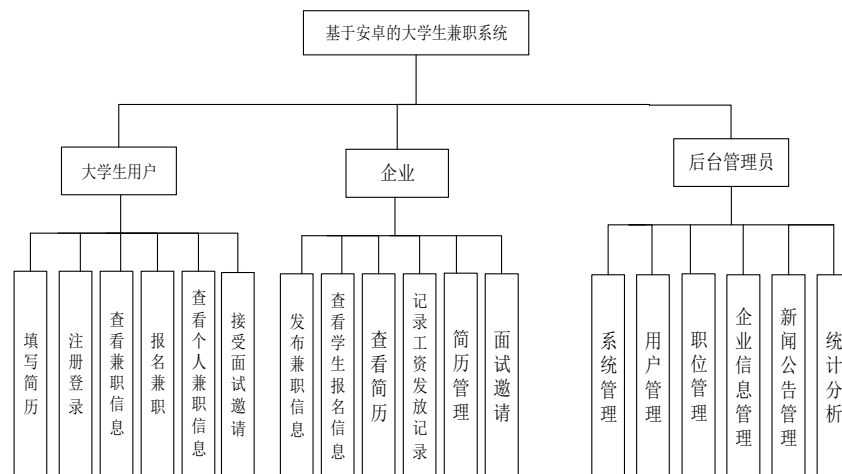 基于安卓的大学生兼职系统
大学生用户
企业
后台管理员
填写简历
注册登录
查看兼职信息
报名兼职
查看个人兼职信息
接受面试邀请
发布兼职信息
查看学生报名信息
查看简历
记录工资发放记录
简历管理
面试邀请
系统管理
用户管理
职位管理
企业信息管理
新闻公告管理
统计分析